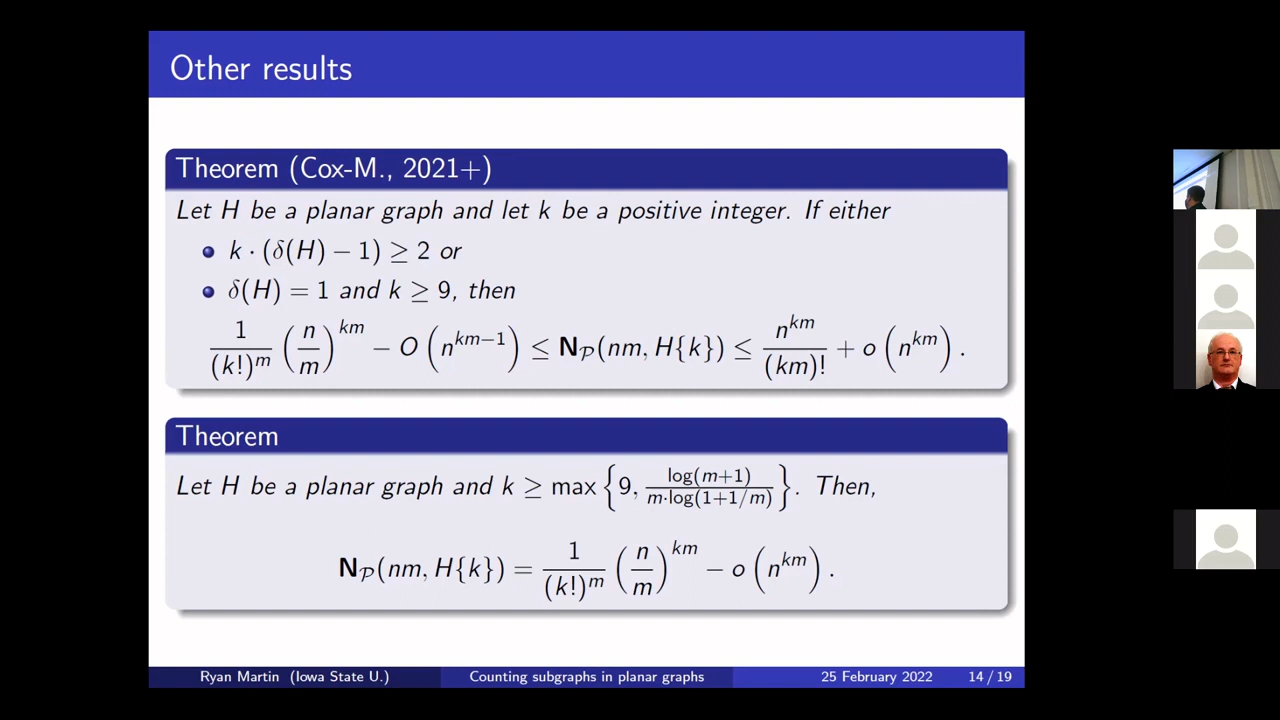 Other results
Theorem (Cox-M., 2021+)
Let H be a planar graph and let k be a positive integer. If either
k · (δ(H) − 1) ≥ 2 or
δ(H) = 1 and k ≥ 9, then
1/(k!)^m (n/m)^{km} − O(n^{km−1}) ≤ N_𝒫(nm, H{k}) ≤ n^{km}/(km)! + o(n^{km}).
Theorem
Let H be a planar graph and k ≥ max{9, log(m+1)/(m·log(1+1/m))}. Then,
N_𝒫(nm, H{k}) = 1/(k!)^m (n/m)^{km} − o(n^{km}).
Ryan Martin (Iowa State U.) Counting subgraphs in planar graphs 25 February 2022 14 / 19